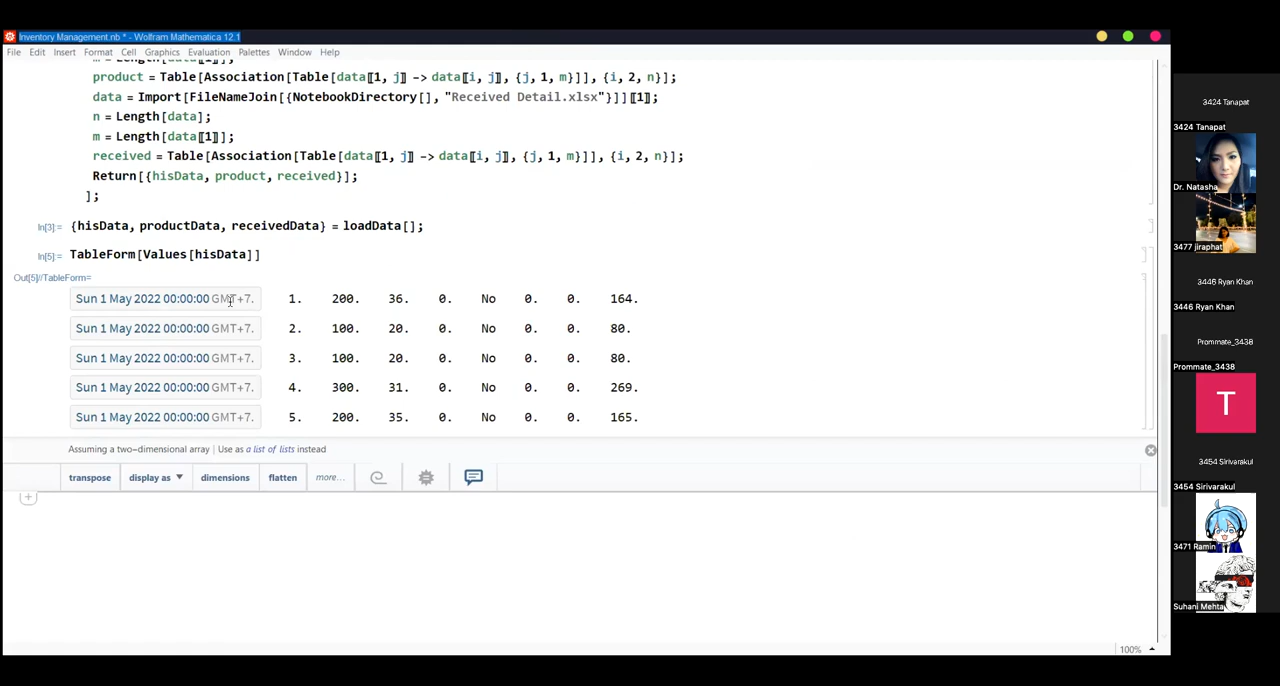 Inventory Management.nb * - Wolfram Mathematica 12.1
File Edit Insert Format Cell Graphics Evaluation Palettes Window Help
m = Length[data〚1〛];
product = Table[Association[Table[data〚1, j〛 -> data〚i, j〛, {j, 1, m}]], {i, 2, n}];
data = Import[FileNameJoin[{NotebookDirectory[], "Received Detail.xlsx"}]]〚1〛;
n = Length[data];
m = Length[data〚1〛];
received = Table[Association[Table[data〚1, j〛 -> data〚i, j〛, {j, 1, m}]], {i, 2, n}];
Return[{hisData, product, received}];
];
In[3]:= {hisData, productData, receivedData} = loadData[];
In[5]:= TableForm[Values[hisData]]
Out[5]//TableForm=
Sun 1 May 2022 00:00:00 GMT+7. 1. 200. 36. 0. No 0. 0. 164.
Sun 1 May 2022 00:00:00 GMT+7. 2. 100. 20. 0. No 0. 0. 80.
Sun 1 May 2022 00:00:00 GMT+7. 3. 100. 20. 0. No 0. 0. 80.
Sun 1 May 2022 00:00:00 GMT+7. 4. 300. 31. 0. No 0. 0. 269.
Sun 1 May 2022 00:00:00 GMT+7. 5. 200. 35. 0. No 0. 0. 165.
Assuming a two-dimensional array | Use as a list of lists instead
transpose display as dimensions flatten more...
100%
3424 Tanapat
3424 Tanapat
Dr. Natasha
3477 jiraphat
3446 Ryan Khan
3446 Ryan Khan
Prommate_3438
Prommate_3438
T
3454 Sirivarakul
3454 Sirivarakul
3471 Ramin
Suhani Mehta